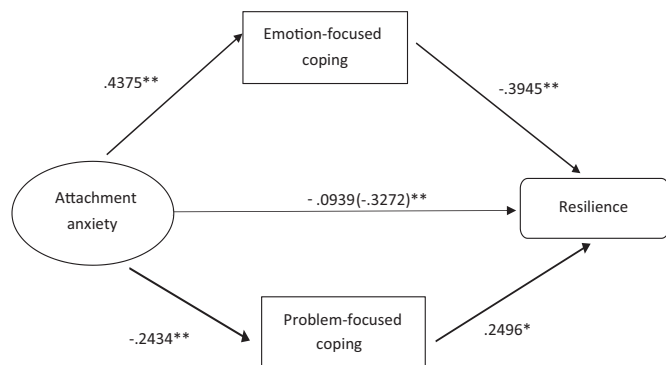 Emotion-focused
coping
.4375**
-.3945**
Attachment
anxiety
- .0939(-.3272)**
Resilience
Problem-focused
coping
-.2434**
.2496*